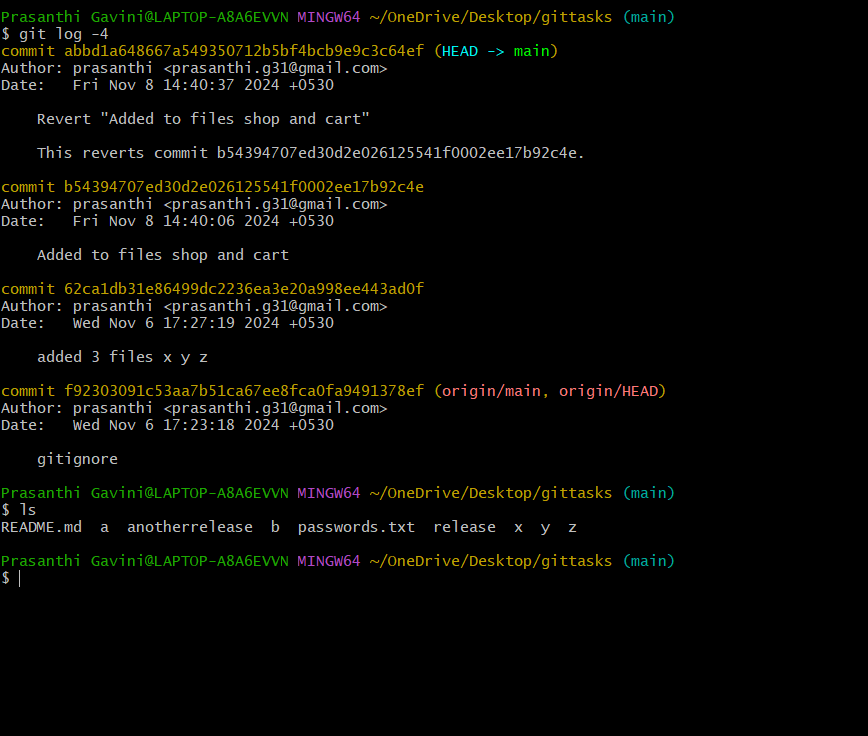 Prasanthi Gavini@LAPTOP-A8A6EVVN MINGW64 ~/OneDrive/Desktop/gittasks (main)
$ git log -4
commit abbd1a648667a549350712b5bf4bcb9e9c3c64ef (HEAD -> main)
Author: prasanthi <prasanthi.g31@gmail.com>
Date:   Fri Nov 8 14:40:37 2024 +0530
    Revert "Added to files shop and cart"
    This reverts commit b54394707ed30d2e026125541f0002ee17b92c4e.
commit b54394707ed30d2e026125541f0002ee17b92c4e
Author: prasanthi <prasanthi.g31@gmail.com>
Date:   Fri Nov 8 14:40:06 2024 +0530
    Added to files shop and cart
commit 62ca1db31e86499dc2236ea3e20a998ee443ad0f
Author: prasanthi <prasanthi.g31@gmail.com>
Date:   Wed Nov 6 17:27:19 2024 +0530
    added 3 files x y z
commit f92303091c53aa7b51ca67ee8fca0fa9491378ef (origin/main, origin/HEAD)
Author: prasanthi <prasanthi.g31@gmail.com>
Date:   Wed Nov 6 17:23:18 2024 +0530
    gitignore
Prasanthi Gavini@LAPTOP-A8A6EVVN MINGW64 ~/OneDrive/Desktop/gittasks (main)
$ ls
README.md  a  anotherrelease  b  passwords.txt  release  x  y  z
Prasanthi Gavini@LAPTOP-A8A6EVVN MINGW64 ~/OneDrive/Desktop/gittasks (main)
$